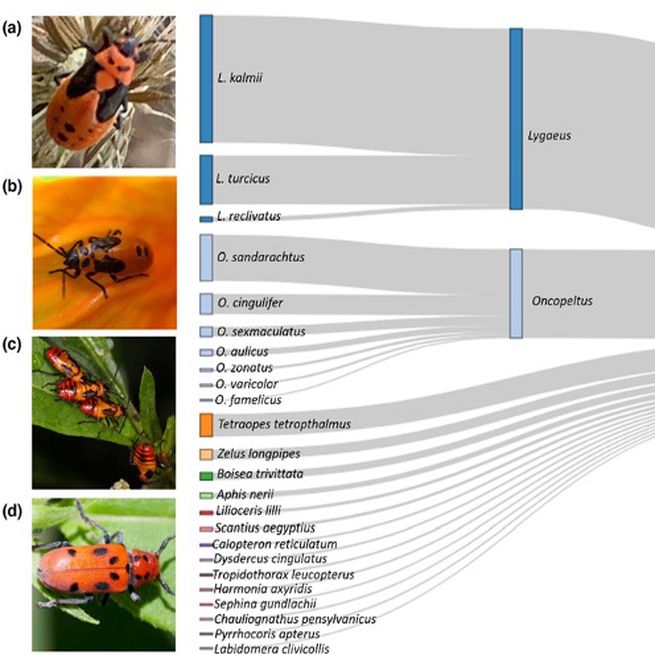 (a)
L. kalmii
Lygaeus
L. turcicus
(b)
L. reclivatus
O. sandarachtus
O. cingulifer
Oncopeltus
O. sexmaculatus
(c)
O. aulicus
O. zonatus
O. varicolor
O. famelicus
Tetraopes tetropthalmus
Zelus longpipes
Boisea trivittata
Aphis nerii
(d)
Lilioceris lilli
Scantius aegyptius
Calopteron reticulatum
Dysdercus cingulatus
Tropidothorax leucopterus
Harmonia axyridis
Sephina gundlachii
Chauliognathus pensylvanicus
Pyrrhocoris apterus
Labidomera clivicollis